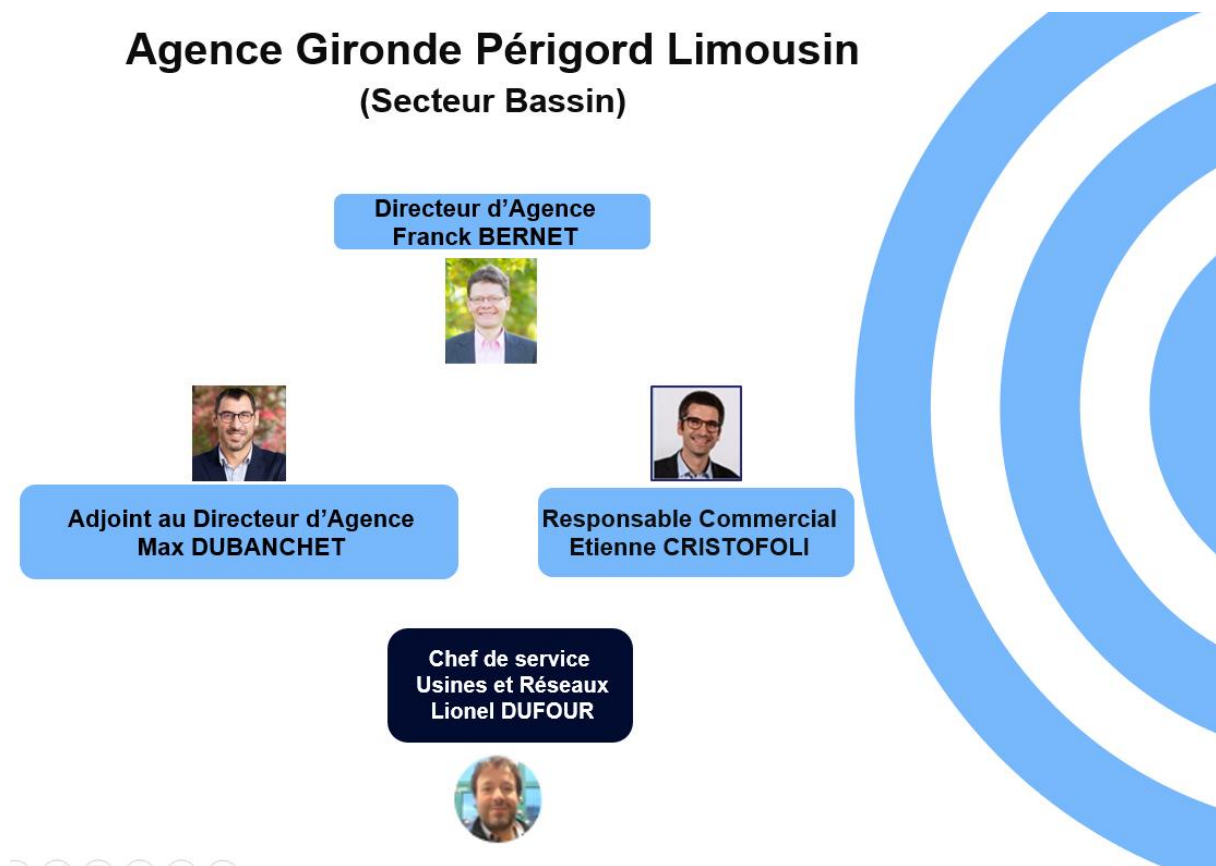 Agence Gironde Périgord Limousin
(Secteur Bassin)
Directeur d’Agence
Franck BERNET
Adjoint au Directeur d’Agence
Max DUBANCHET
Responsable Commercial
Etienne CRISTOFOLI
Chef de service
Usines et Réseaux
Lionel DUFOUR